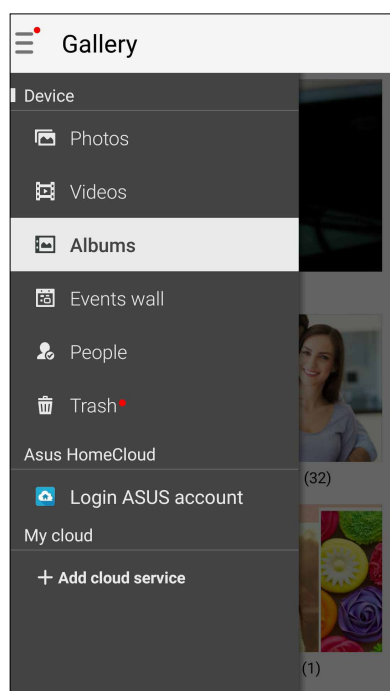 Gallery
Device
Photos
Videos
Albums
Events wall
People
Trash
Asus HomeCloud
Login ASUS account
(32)
My cloud
+ Add cloud service
(1)